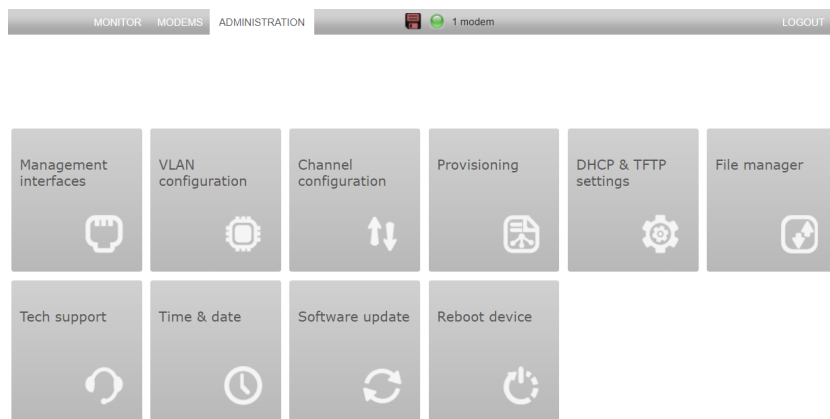 MONITOR MODEMS ADMINISTRATION 1 modem LOGOUT
Management interfaces
VLAN configuration
Channel configuration
Provisioning
DHCP & TFTP settings
File manager
Tech support
Time & date
Software update
Reboot device